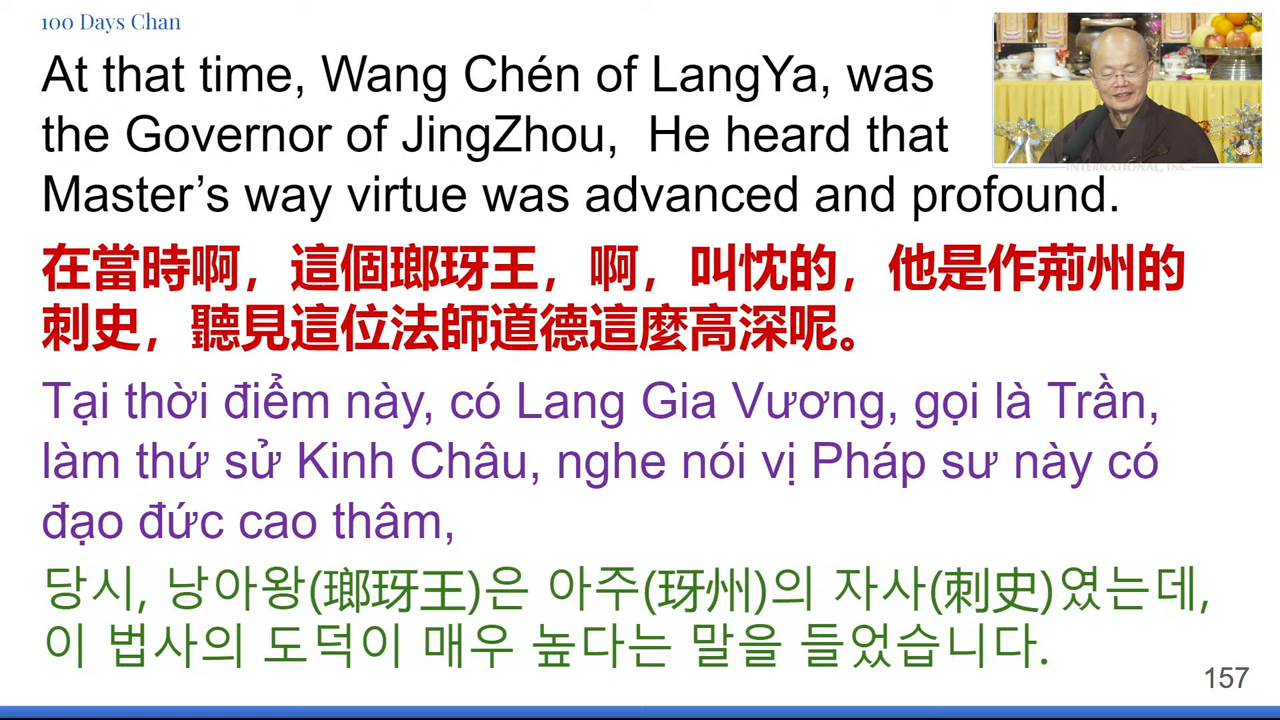 100 Days Chan
At that time, Wang Chén of LangYa, was
the Governor of JingZhou,  He heard that
Master’s way virtue was advanced and profound.
在當時啊，這個瑯玡王，啊，叫忱的，他是作荊州的
刺史，聽見這位法師道德這麼高深呢。
Tại thời điểm này, có Lang Gia Vương, gọi là Trần,
làm thứ sử Kinh Châu, nghe nói vị Pháp sư này có
đạo đức cao thâm,
당시, 낭아왕(瑯玡王)은 아주(玡州)의 자사(刺史)였는데,
이 법사의 도덕이 매우 높다는 말을 들었습니다.
INTERNATIONAL, INC.
157